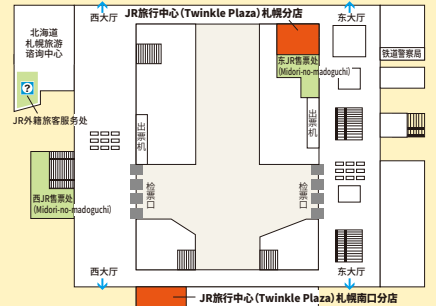 西大厅
JR旅行中心（Twinkle Plaza）札幌分店
东大厅
北海道
札幌旅游
咨询中心
铁道警察局
东JR售票处
（Midori-no-madoguchi）
?
JR外籍旅客服务处
出票机
出票机
西JR售票处
（Midori-no-madoguchi）
检票口
检票口
西大厅
东大厅
JR旅行中心（Twinkle Plaza）札幌南口分店